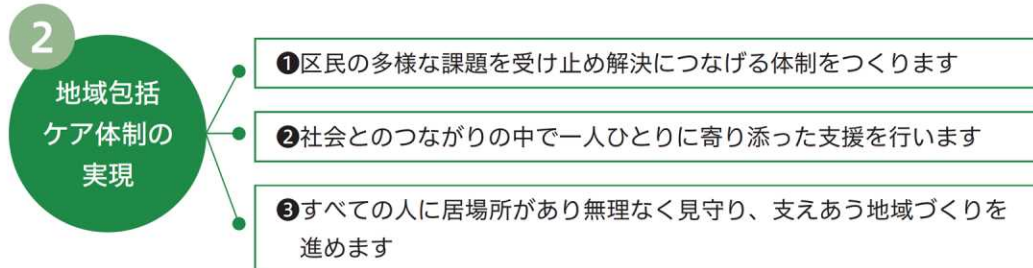 2
地域包括
ケア体制の
実現
❶区民の多様な課題を受け止め解決につなげる体制をつくります
❷社会とのつながりの中で一人ひとりに寄り添った支援を行います
❸すべての人に居場所があり無理なく見守り、支えあう地域づくりを
進めます